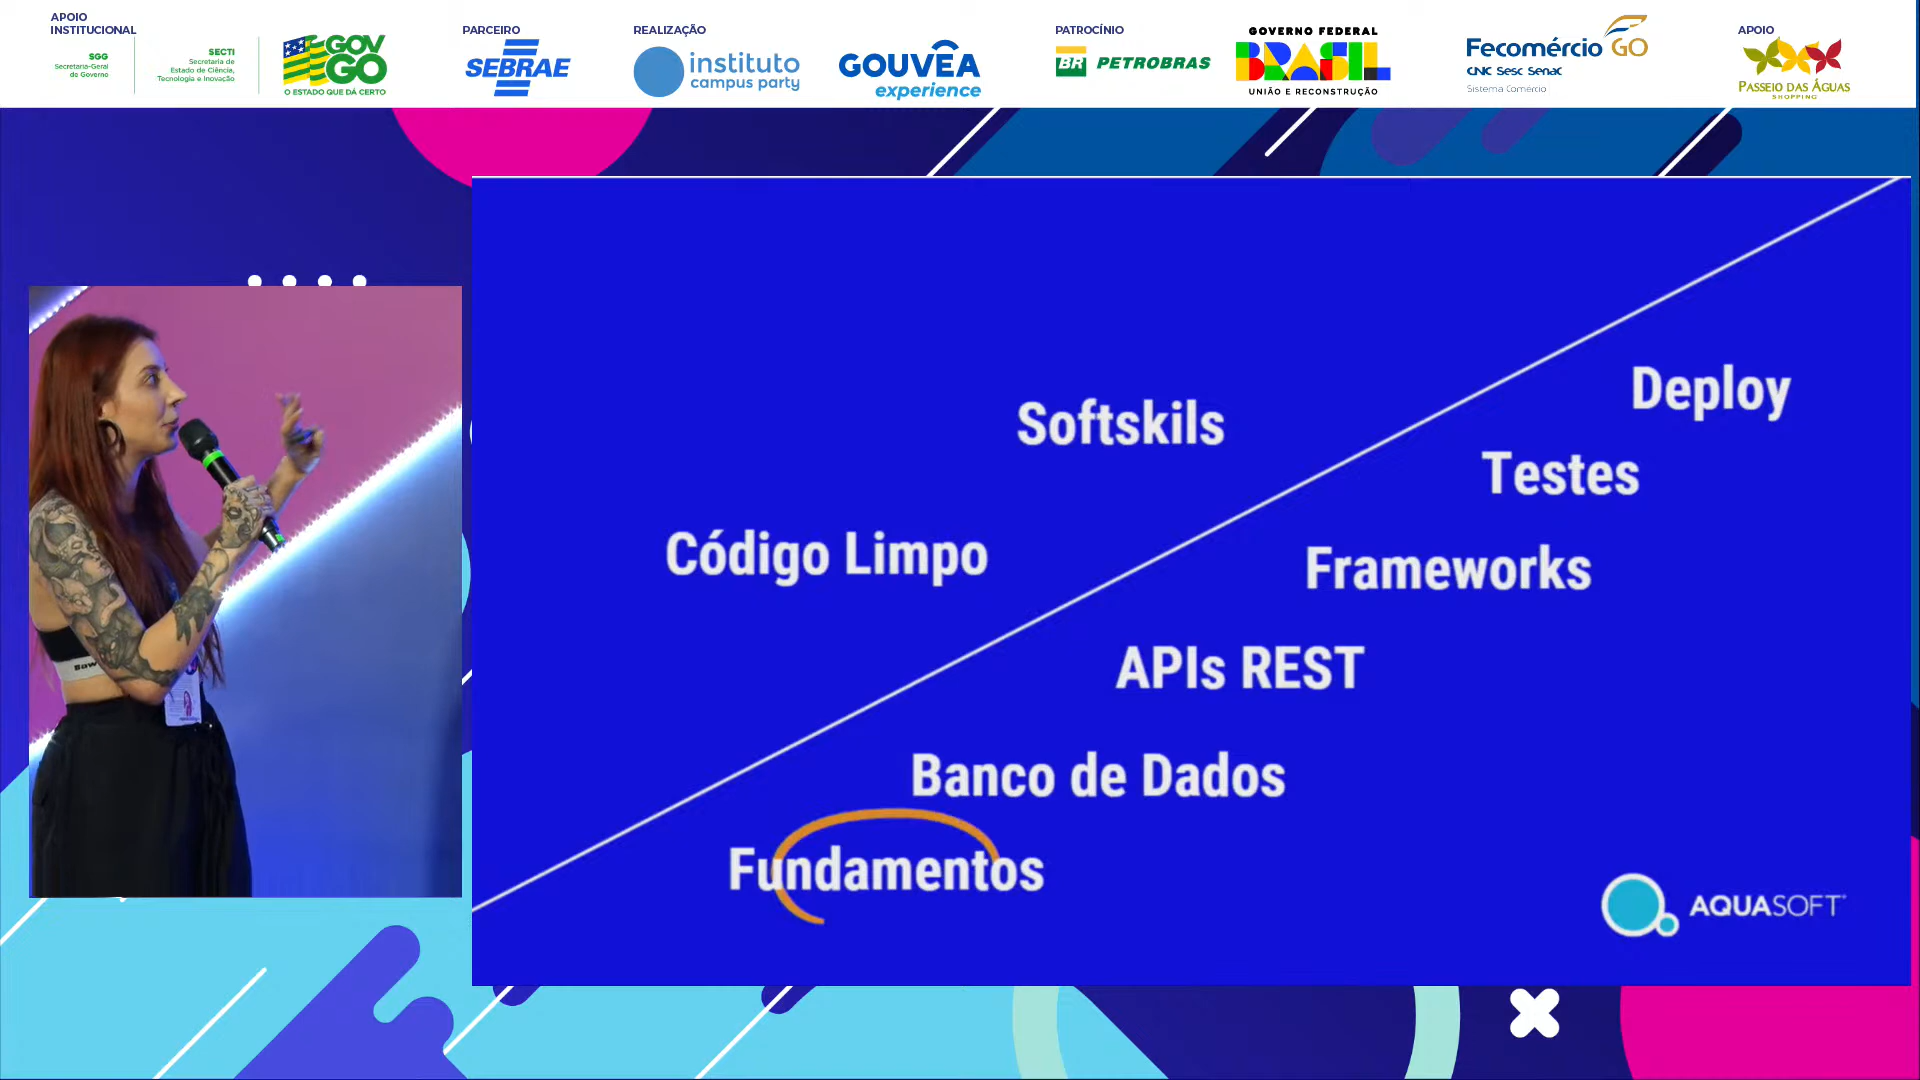 APOIO
INSTITUCIONAL
SGG
Secretaria-Geral
de Governo
SECTI
Secretaria de
Estado de Ciência,
Tecnologia e Inovação
GOV
GO
O ESTADO QUE DÁ CERTO
PARCEIRO
SEBRAE
REALIZAÇÃO
instituto
campus party
GOUVÊA
experience
PATROCÍNIO
BR PETROBRAS
GOVERNO FEDERAL
BRASIL
UNIÃO E RECONSTRUÇÃO
Fecomércio GO
CNC Sesc Senac
Sistema Comércio
APOIO
PASSEIO DAS ÁGUAS
SHOPPING
Deploy
Softskils
Testes
Código Limpo
Frameworks
APIs REST
Banco de Dados
Fundamentos
AQUASOFT